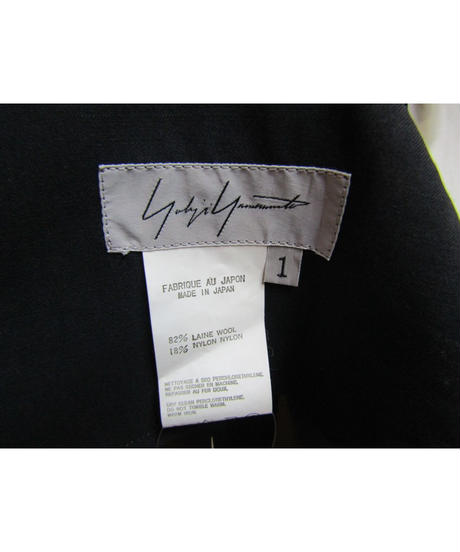 Yohji Yamamoto
1
FABRIQUE AU JAPON
MADE IN JAPAN
82% LAINE WOOL
18% NYLON NYLON
NETTOYAGE A SEC PERCHLORETHYLENE.
NE PAS SECHER EN MACHINE.
REPASSER AU FER DOUX.
DRY CLEAN PERCLORETHYLENE.
DO NOT TUMBLE WARM.
WARM IRON.